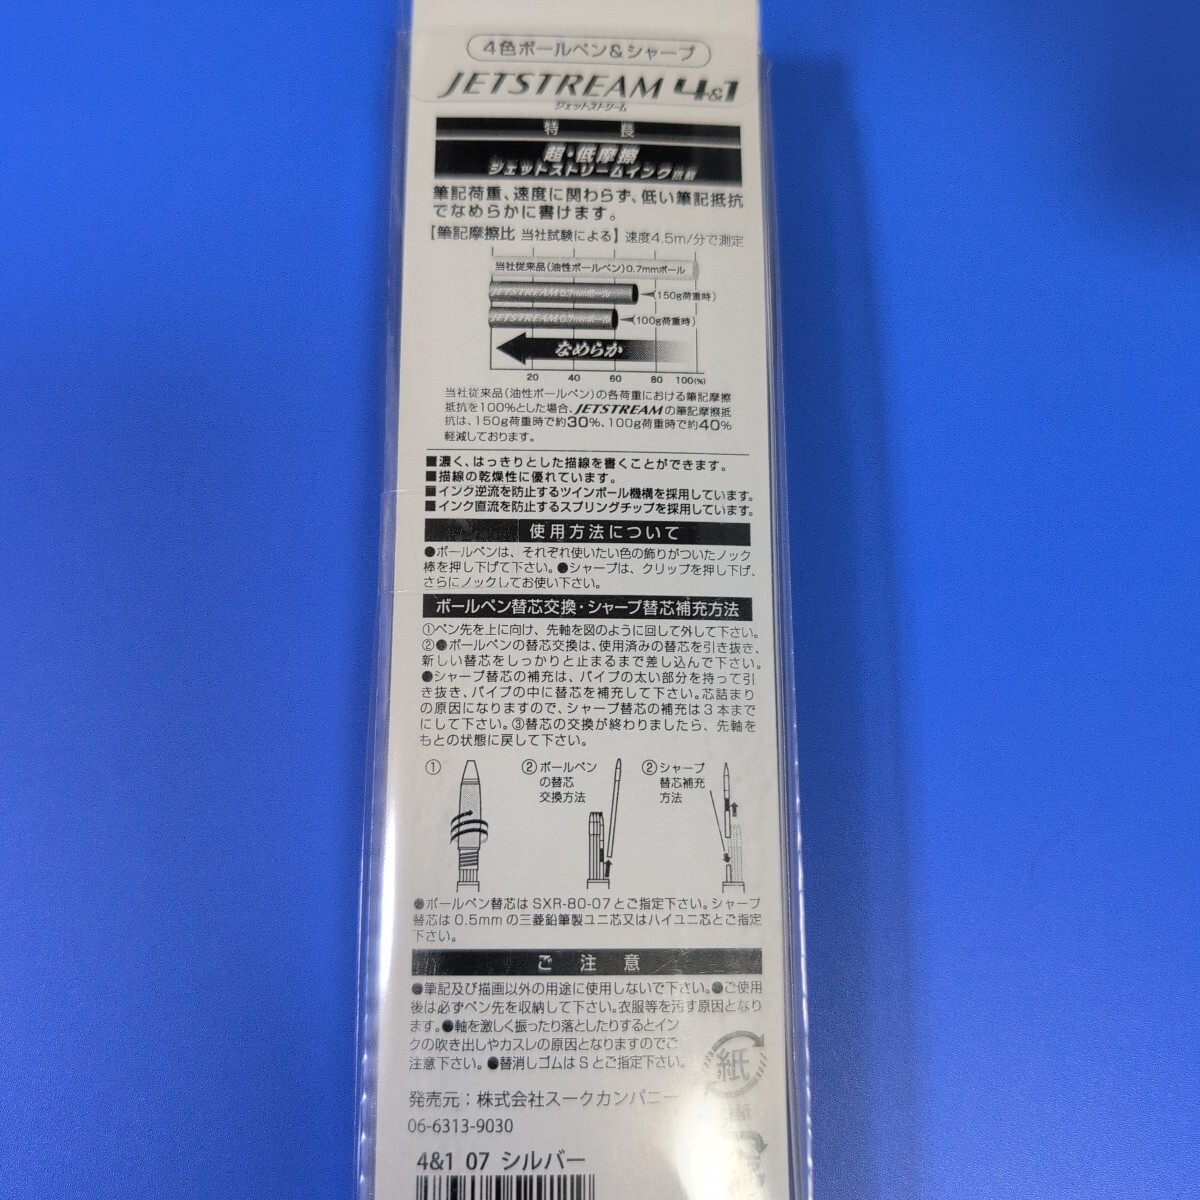 4色ボールペン&シャープ
JETSTREAM 4&1
ジェットストリーム
特 長
超・低摩擦
ジェットストリームインク搭載
筆記荷重、速度に関わらず、低い筆記抵抗
でなめらかに書けます。
【筆記摩擦比 当社試験による】速度4.5m/分で測定
当社従来品(油性ボールペン)0.7mmボール
JETSTREAM 0.7mmボール (150g荷重時)
JETSTREAM 0.7mmボール (100g荷重時)
なめらか
20 40 60 80 100(%)
当社従来品(油性ボールペン)の各荷重における筆記摩擦
抵抗を100%とした場合、JETSTREAMの筆記摩擦抵
抗は、150g荷重時で約30%、100g荷重時で約40%
軽減しております。
■濃く、はっきりとした描線を書くことができます。
■描線の乾燥性に優れています。
■インク逆流を防止するツインボール機構を採用しています。
■インク直流を防止するスプリングチップを採用しています。
使用方法について
●ボールペンは、それぞれ使いたい色の飾りがついたノック
棒を押し下げて下さい。●シャープは、クリップを押し下げ、
さらにノックしてお使い下さい。
ボールペン替芯交換・シャープ替芯補充方法
①ペン先を上に向け、先軸を図のように回して外して下さい。
②●ボールペンの替芯交換は、使用済みの替芯を引き抜き、
新しい替芯をしっかりと止まるまで差し込んで下さい。
●シャープ替芯の補充は、パイプの太い部分を持って引
き抜き、パイプの中に替芯を補充して下さい。芯詰まり
の原因になりますので、シャープ替芯の補充は3本まで
にして下さい。③替芯の交換が終わりましたら、先軸を
もとの状態に戻して下さい。
①
②ボールペン
の替芯
交換方法
②シャープ
替芯補充
方法
●ボールペン替芯はSXR-80-07とご指定下さい。シャープ
替芯は0.5mmの三菱鉛筆製ユニ芯又はハイユニ芯とご指定
下さい。
ご 注 意
●筆記及び描画以外の用途に使用しないで下さい。●ご使用
後は必ずペン先を収納して下さい。衣服等を汚す原因となり
ます。●軸を激しく振ったり落としたりするとイン
クの吹き出しやカスレの原因となりますのでご
注意下さい。●替消しゴムはSとご指定下さい。
紙
発売元：株式会社スークカンパニー
06-6313-9030
4&1 07 シルバー